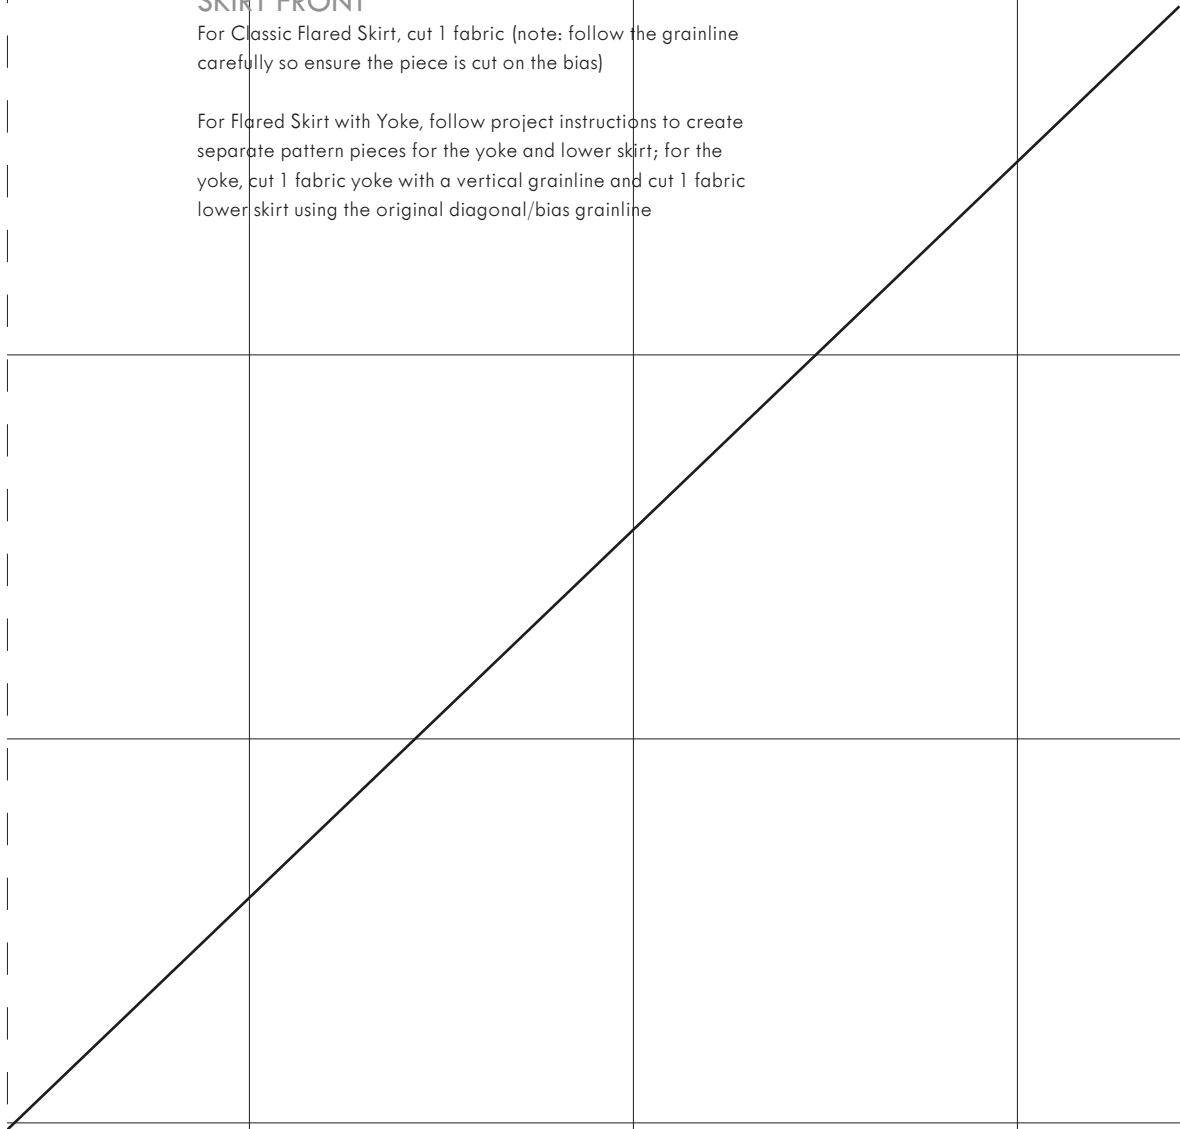 SKIRT FRONT
For Classic Flared Skirt, cut 1 fabric (note: follow the grainline
carefully so ensure the piece is cut on the bias)
For Flared Skirt with Yoke, follow project instructions to create
separate pattern pieces for the yoke and lower skirt; for the
yoke, cut 1 fabric yoke with a vertical grainline and cut 1 fabric
lower skirt using the original diagonal/bias grainline